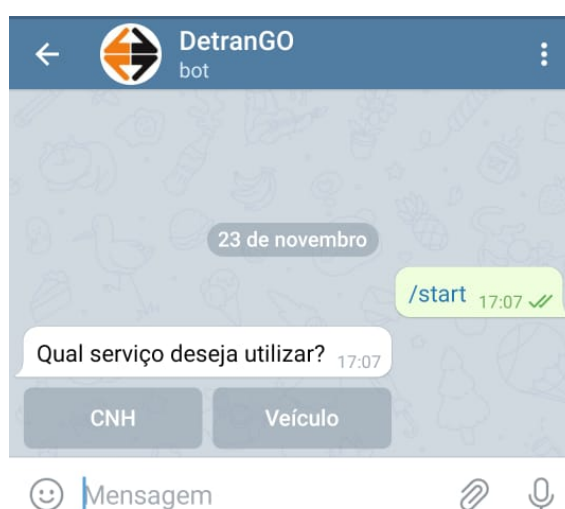 DetranGO
bot
23 de novembro
/start 17:07
Qual serviço deseja utilizar? 17:07
CNH Veículo
Mensagem